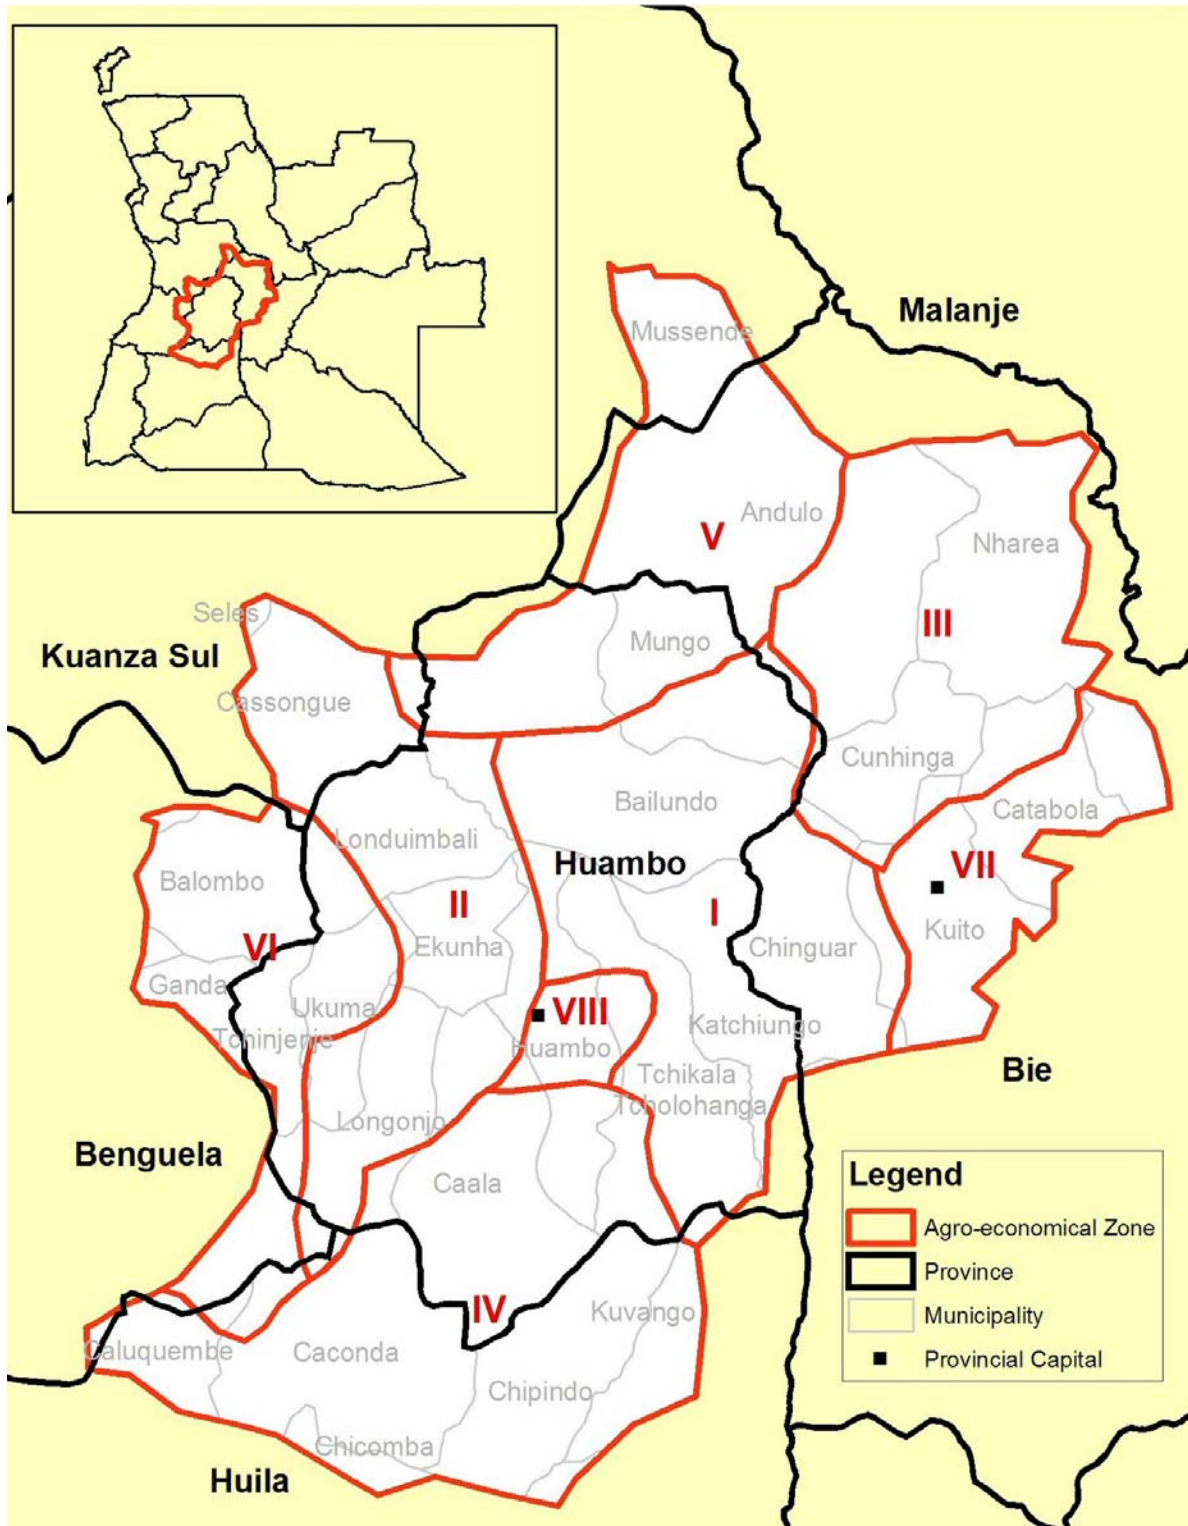 Malanje
Mussende
Andulo
V
Nharea
Seles
III
Mungo
Kuanza Sul
Cassongue
Cunhinga
Bailundo
Catabola
Londuimbali
Huambo
VII
Balombo
II
I
Kuito
VI
Ekunha
Chinguar
Ganda
Ukuma
VIII
Katchiungo
Tchinjenje
Huambo
Bie
Tchikala
Tcholohanga
Longonjo
Benguela
Caala
Legend
Agro-economical Zone
Province
Municipality
Provincial Capital
IV
Kuvango
Caluquembe
Caconda
Chipindo
Chicomba
Huila